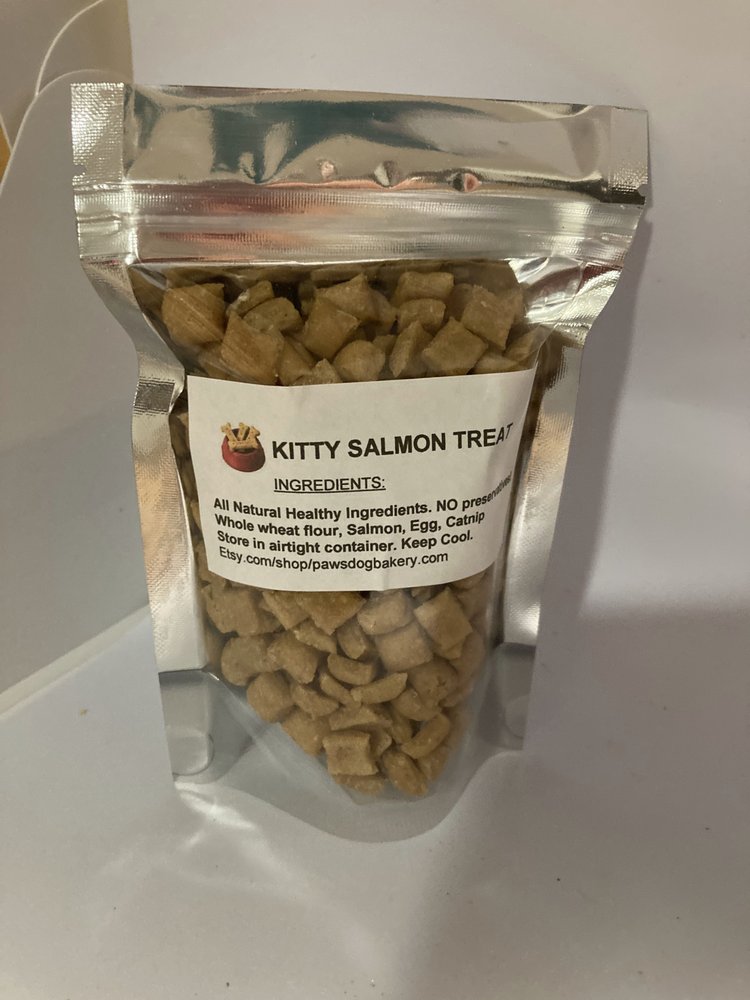 KITTY SALMON TREAT
INGREDIENTS:
All Natural Healthy Ingredients. NO preservatives.
Whole wheat flour, Salmon, Egg, Catnip
Store in airtight container. Keep Cool.
Etsy.com/shop/pawsdogbakery.com